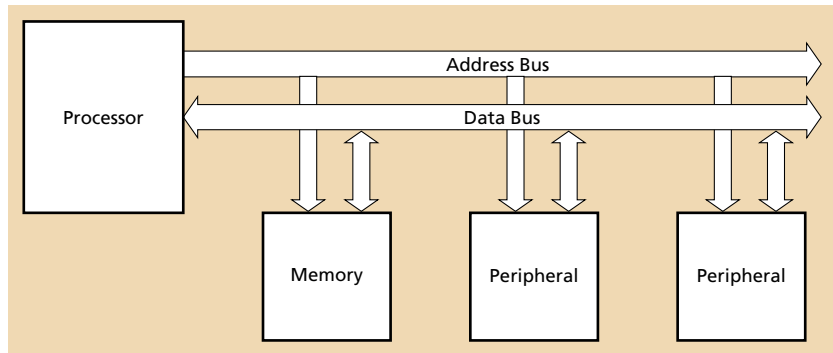 Address Bus
Processor
Data Bus
Memory
Peripheral
Peripheral